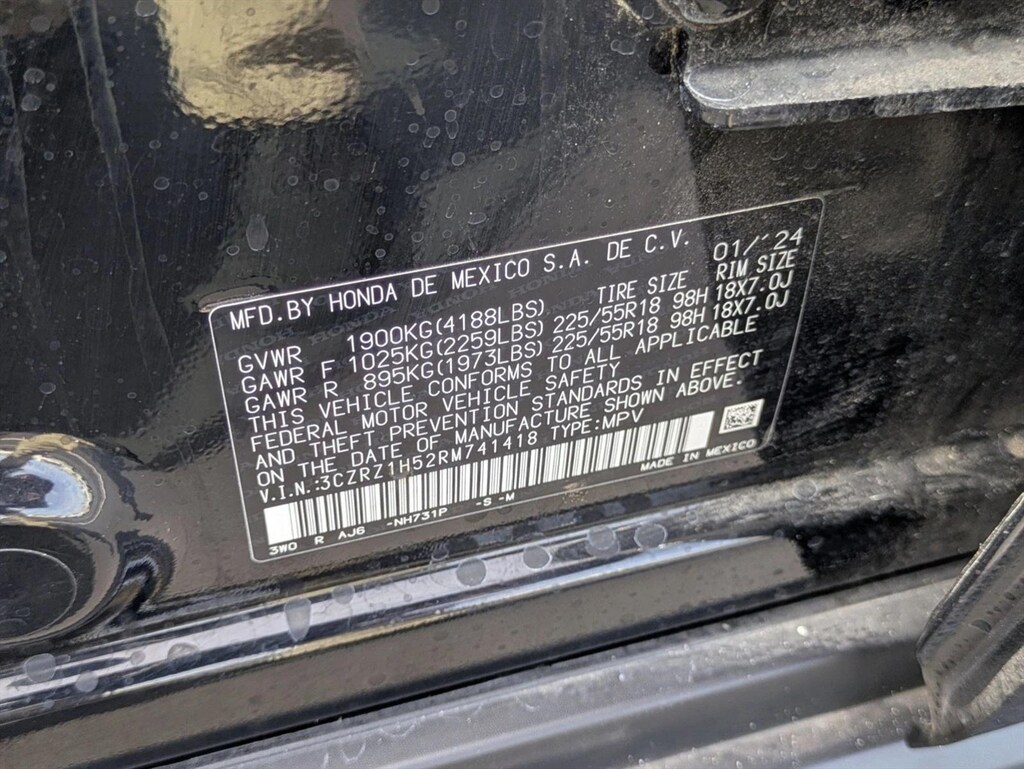 MFD.BY HONDA DE MEXICO S.A. DE C.V. 01/'24
GVWR 1900KG(4188LBS) TIRE SIZE RIM SIZE
GAWR F 1025KG(2259LBS) 225/55R18 98H 18X7.0J
GAWR R 895KG(1973LBS) 225/55R18 98H 18X7.0J
THIS VEHICLE CONFORMS TO ALL APPLICABLE
FEDERAL MOTOR VEHICLE SAFETY
AND THEFT PREVENTION STANDARDS IN EFFECT
ON THE DATE OF MANUFACTURE SHOWN ABOVE.
V.I.N.:3CZRZ1H52RM741418 TYPE:MPV
MADE IN MEXICO
3W0 R AJ6 -NH731P -S -M